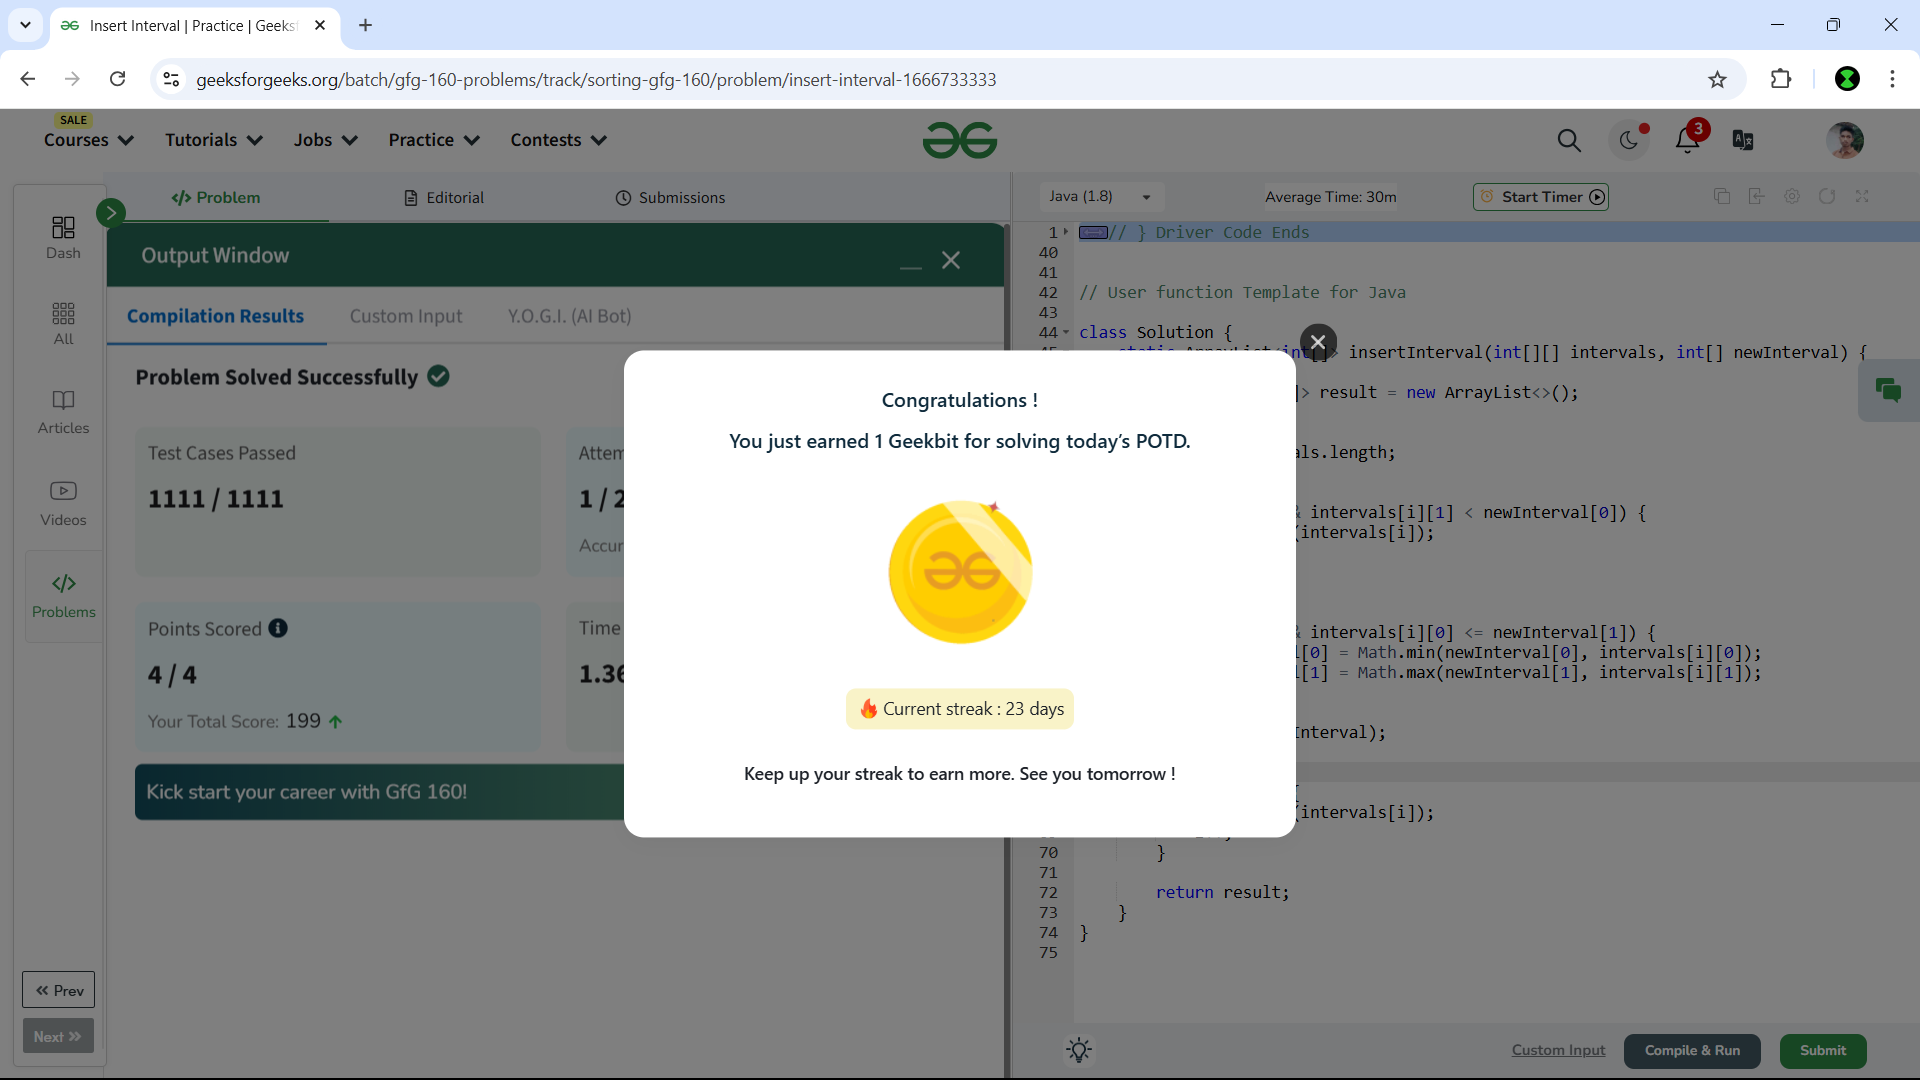 Insert Interval | Practice | Geeks
geeksforgeeks.org/batch/gfg-160-problems/track/sorting-gfg-160/problem/insert-interval-1666733333
SALE
Courses Tutorials Jobs Practice Contests
3
Dash
All
Articles
Videos
Problems
Prev
Next
</> Problem Editorial Submissions
Output Window
Compilation Results Custom Input Y.O.G.I. (AI Bot)
Problem Solved Successfully
Test Cases Passed
1111 / 1111
1 / 2
Points Scored
4 / 4
Your Total Score: 199
Time
1.36
Kick start your career with GfG 160!
Congratulations !
You just earned 1 Geekbit for solving today's POTD.
Current streak : 23 days
Keep up your streak to earn more. See you tomorrow !
Java (1.8) Average Time: 30m Start Timer
1 // } Driver Code Ends
40
41
42 // User function Template for Java
43
44 class Solution {
insertInterval(int[][] intervals, int[] newInterval) {
> result = new ArrayList<>();
.length;
intervals[i][1] < newInterval[0]) {
(intervals[i]);
intervals[i][0] <= newInterval[1]) {
[0] = Math.min(newInterval[0], intervals[i][0]);
[1] = Math.max(newInterval[1], intervals[i][1]);
nterval);
(intervals[i]);
70 }
71
72 return result;
73 }
74 }
75
Custom Input Compile & Run Submit